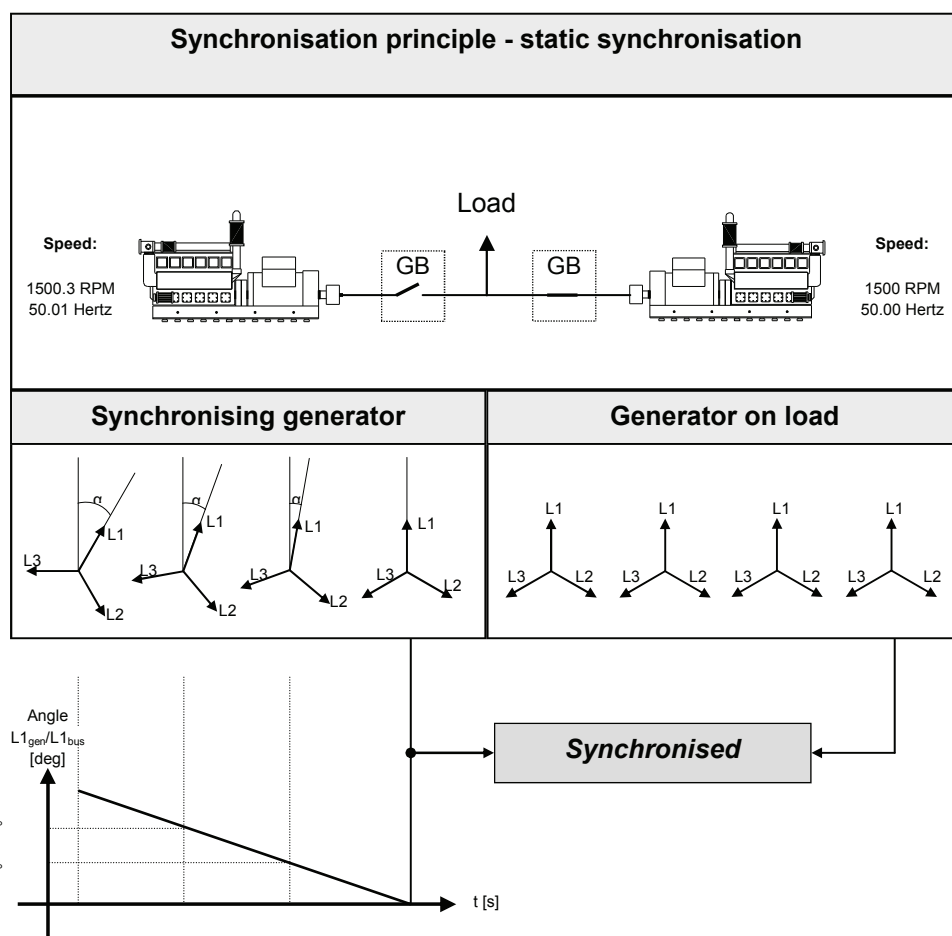 Synchronisation principle - static synchronisation
Load
Speed:
1500.3 RPM
50.01 Hertz
GB
GB
Speed:
1500 RPM
50.00 Hertz
Synchronising generator
Generator on load
α
L1
L2
L3
α
L1
L2
L3
α
L1
L2
L3
L1
L2
L3
L1
L2
L3
L1
L2
L3
L1
L2
L3
L1
L2
L3
Angle
L1gen/L1bus
[deg]
Synchronised
°
°
t [s]